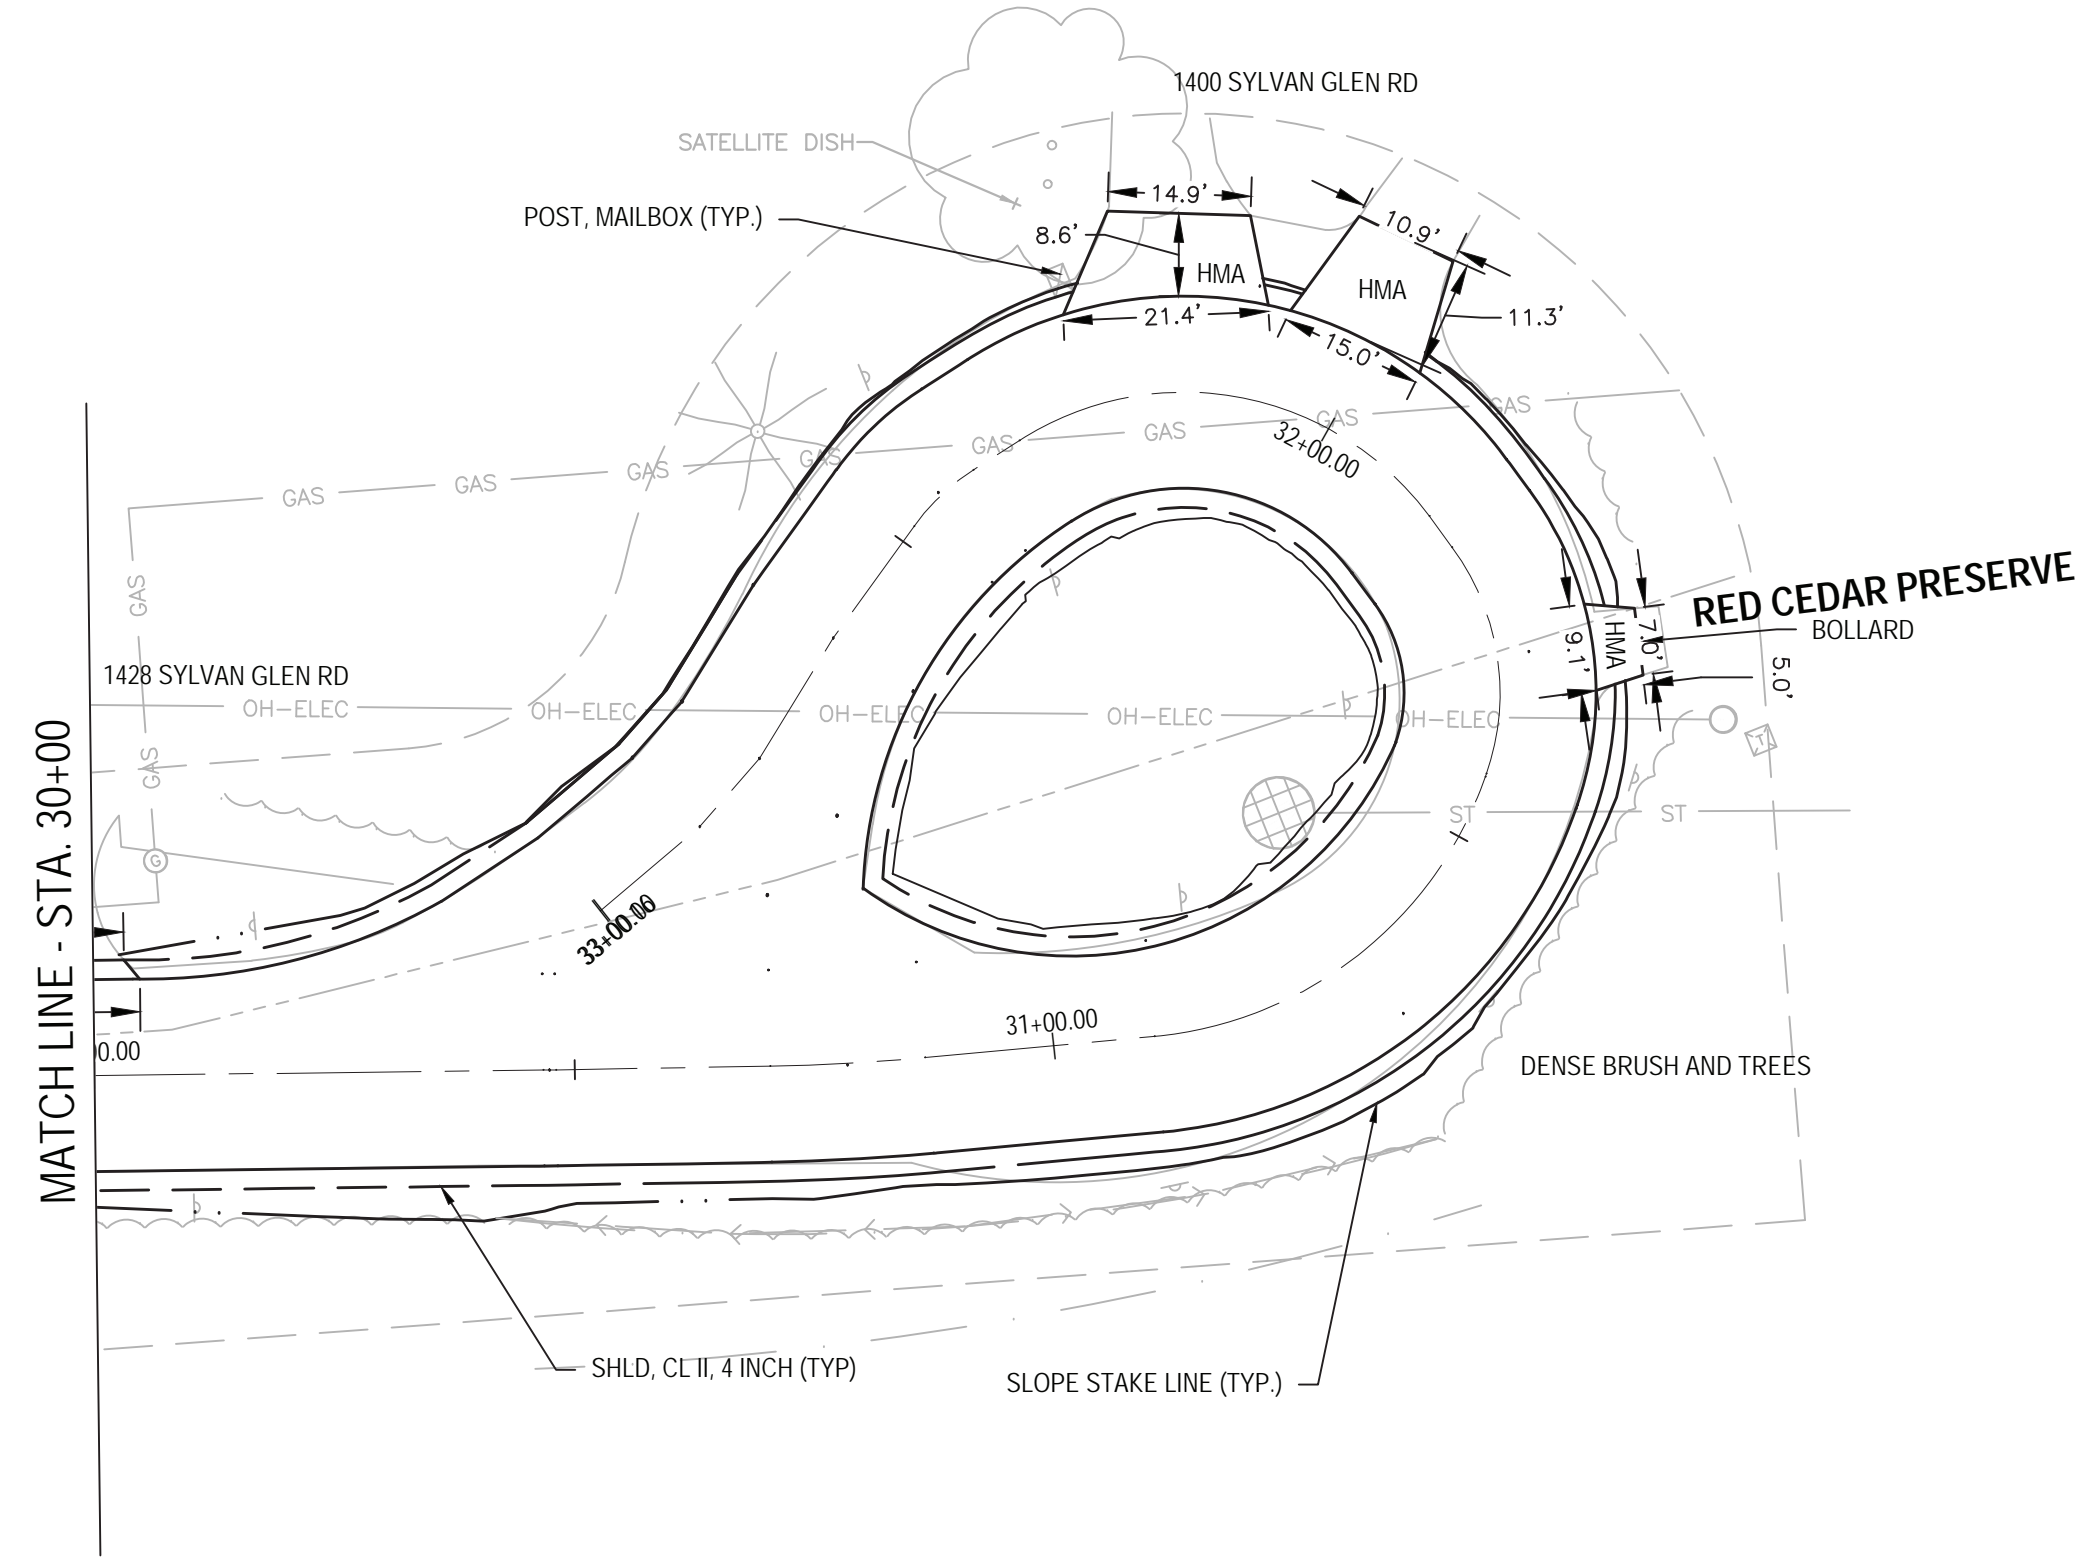 1400 SYLVAN GLEN RD
SATELLITE DISH
POST, MAILBOX (TYP.)
14.9'
8.6'
HMA
21.4'
10.9'
HMA
11.3'
15.0'
GAS
GAS
GAS
GAS
GAS
GAS
GAS
GAS
32+00.00
GAS
GAS
RED CEDAR PRESERVE
BOLLARD
HMA
7.0'
9.1'
5.0'
1428 SYLVAN GLEN RD
OH-ELEC
OH-ELEC
OH-ELEC
OH-ELEC
OH-ELEC
T
ST
ST
G
MATCH LINE - STA. 30+00
31+00.00
0.00
DENSE BRUSH AND TREES
SHLD, CL II, 4 INCH (TYP)
SLOPE STAKE LINE (TYP.)